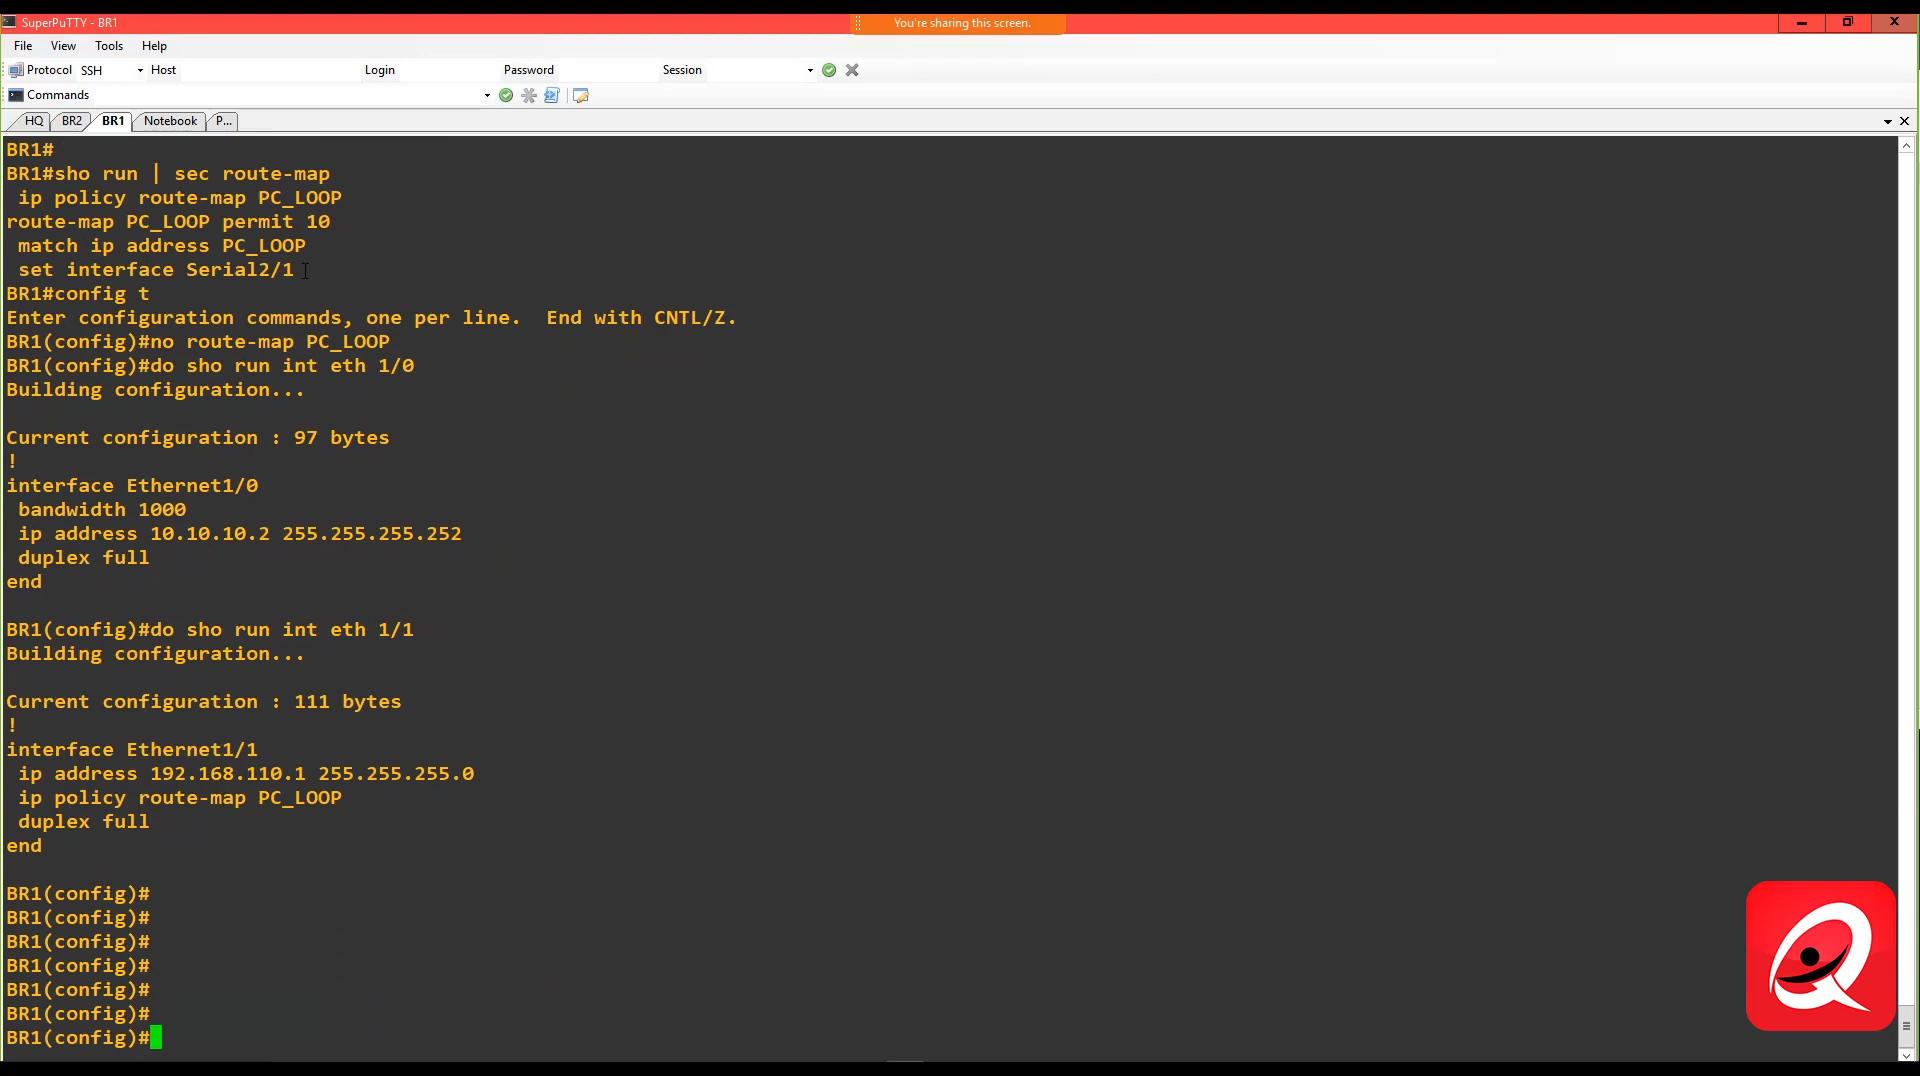 SuperPuTTY - BR1
You're sharing this screen.
File View Tools Help
Protocol SSH Host Login Password Session
Commands
HQ BR2 BR1 Notebook P...
BR1#
BR1#sho run | sec route-map
 ip policy route-map PC_LOOP
route-map PC_LOOP permit 10
 match ip address PC_LOOP
 set interface Serial2/1
BR1#config t
Enter configuration commands, one per line.  End with CNTL/Z.
BR1(config)#no route-map PC_LOOP
BR1(config)#do sho run int eth 1/0
Building configuration...
Current configuration : 97 bytes
!
interface Ethernet1/0
 bandwidth 1000
 ip address 10.10.10.2 255.255.255.252
 duplex full
end
BR1(config)#do sho run int eth 1/1
Building configuration...
Current configuration : 111 bytes
!
interface Ethernet1/1
 ip address 192.168.110.1 255.255.255.0
 ip policy route-map PC_LOOP
 duplex full
end
BR1(config)#
BR1(config)#
BR1(config)#
BR1(config)#
BR1(config)#
BR1(config)#
BR1(config)#